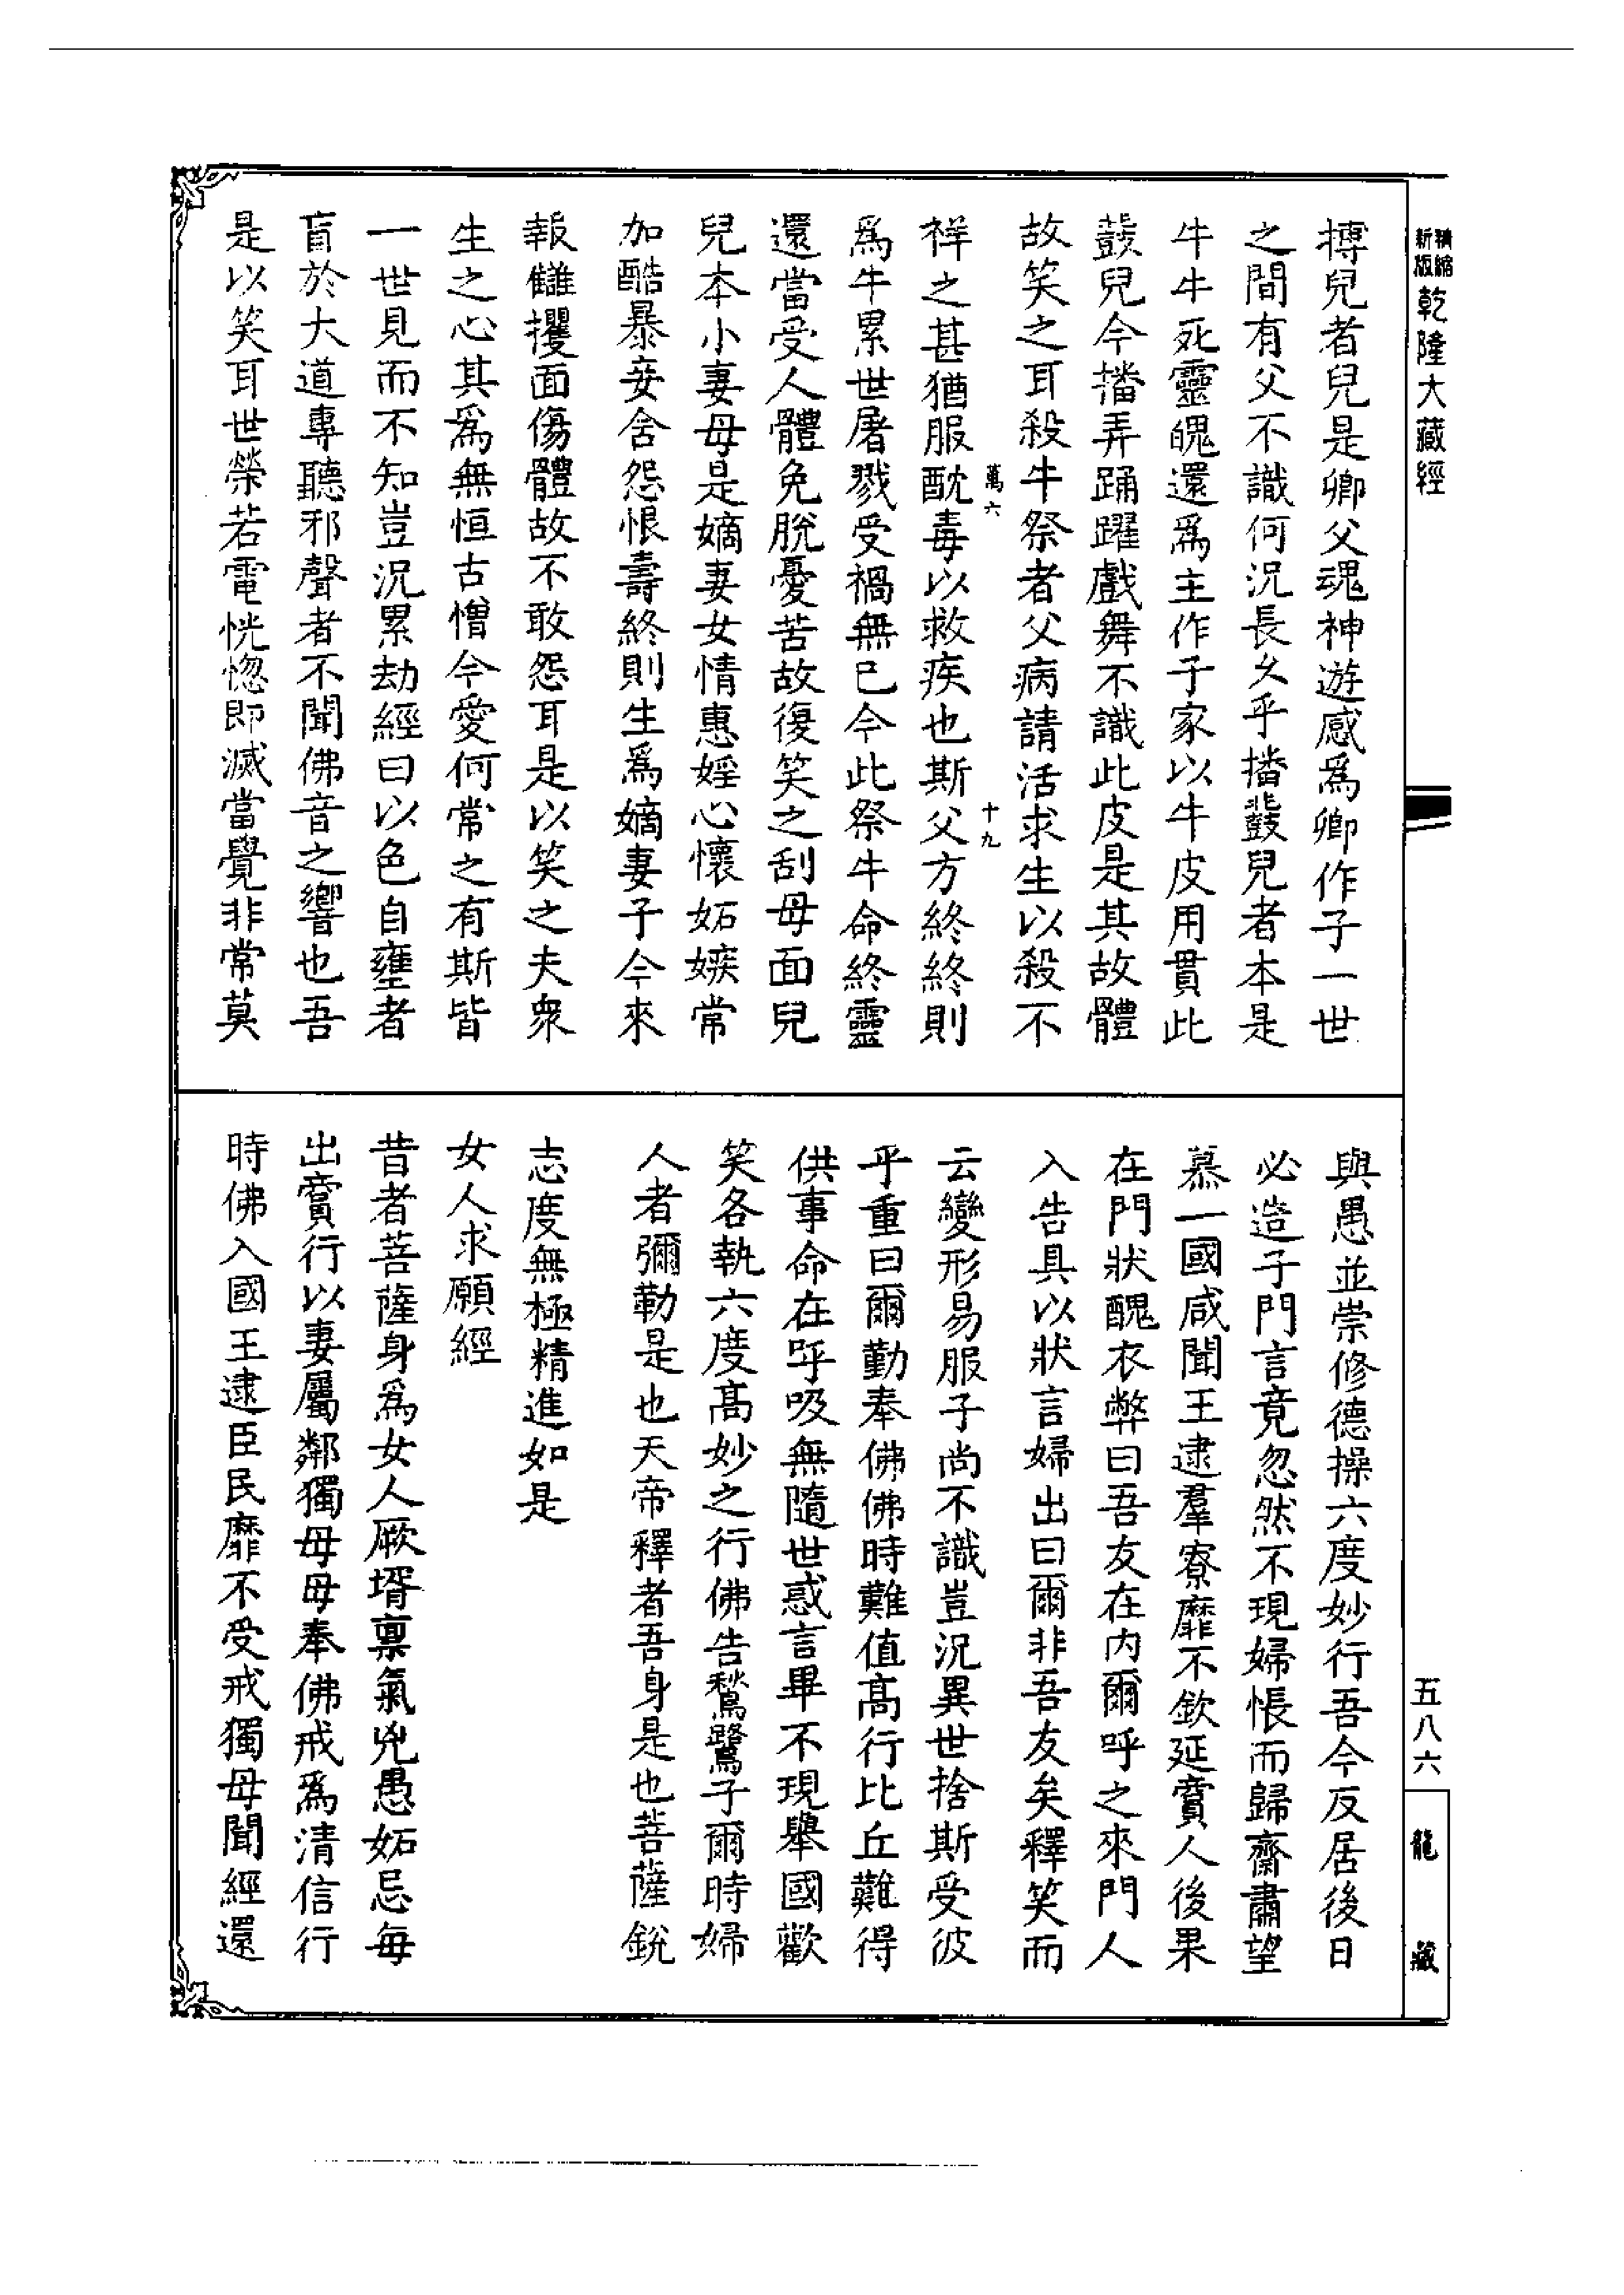 精縮新版乾隆大藏經
五八六
龍藏
搏兒者兒是卿父魂神遊感爲卿作子一世
之間有父不識何況長久乎播鼗兒者本是
牛牛死靈魄還爲主作子家以牛皮用貫此
鼗兒今播弄踊躍戲舞不識此皮是其故體
故笑之耳殺牛祭者父病請活求生以殺不
萬六 十九
祥之甚猶服酖毒以救疾也斯父方終終則
爲牛累世屠戮受禍無已今此祭牛命終靈
還當受人體免脫憂苦故復笑之刮母面兒
兒本小妻母是嫡妻女情惠婬心懷妬嫉常
加酷暴妾含怨恨壽終則生爲嫡妻子今來
報讎攫面傷體故不敢怨耳是以笑之夫衆
生之心其爲無恒古憎今愛何常之有斯皆
一世見而不知豈況累劫經曰以色自壅者
盲於大道專聽邪聲者不聞佛音之響也吾
是以笑耳世榮若電恍惚即滅當覺非常莫
與愚並崇修德操六度妙行吾今反居後日
必造子門言竟忽然不現婦悵而歸齋肅望
慕一國咸聞王逮羣寮靡不欽延賓人後果
在門狀醜衣弊曰吾友在內爾呼之來門人
入告具以狀言婦出曰爾非吾友矣釋笑而
云變形易服子尚不識豈況異世捨斯受彼
乎重曰爾勤奉佛佛時難值高行比丘難得
供事命在呼吸無隨世惑言畢不現舉國歡
笑各執六度高妙之行佛告鶖鷺子爾時婦
人者彌勒是也天帝釋者吾身是也菩薩銳
志度無極精進如是
女人求願經
昔者菩薩身爲女人厥壻稟氣兇愚妬忌每
出賓行以妻屬鄰獨母母奉佛戒爲清信行
時佛入國王逮臣民靡不受戒獨母聞經還